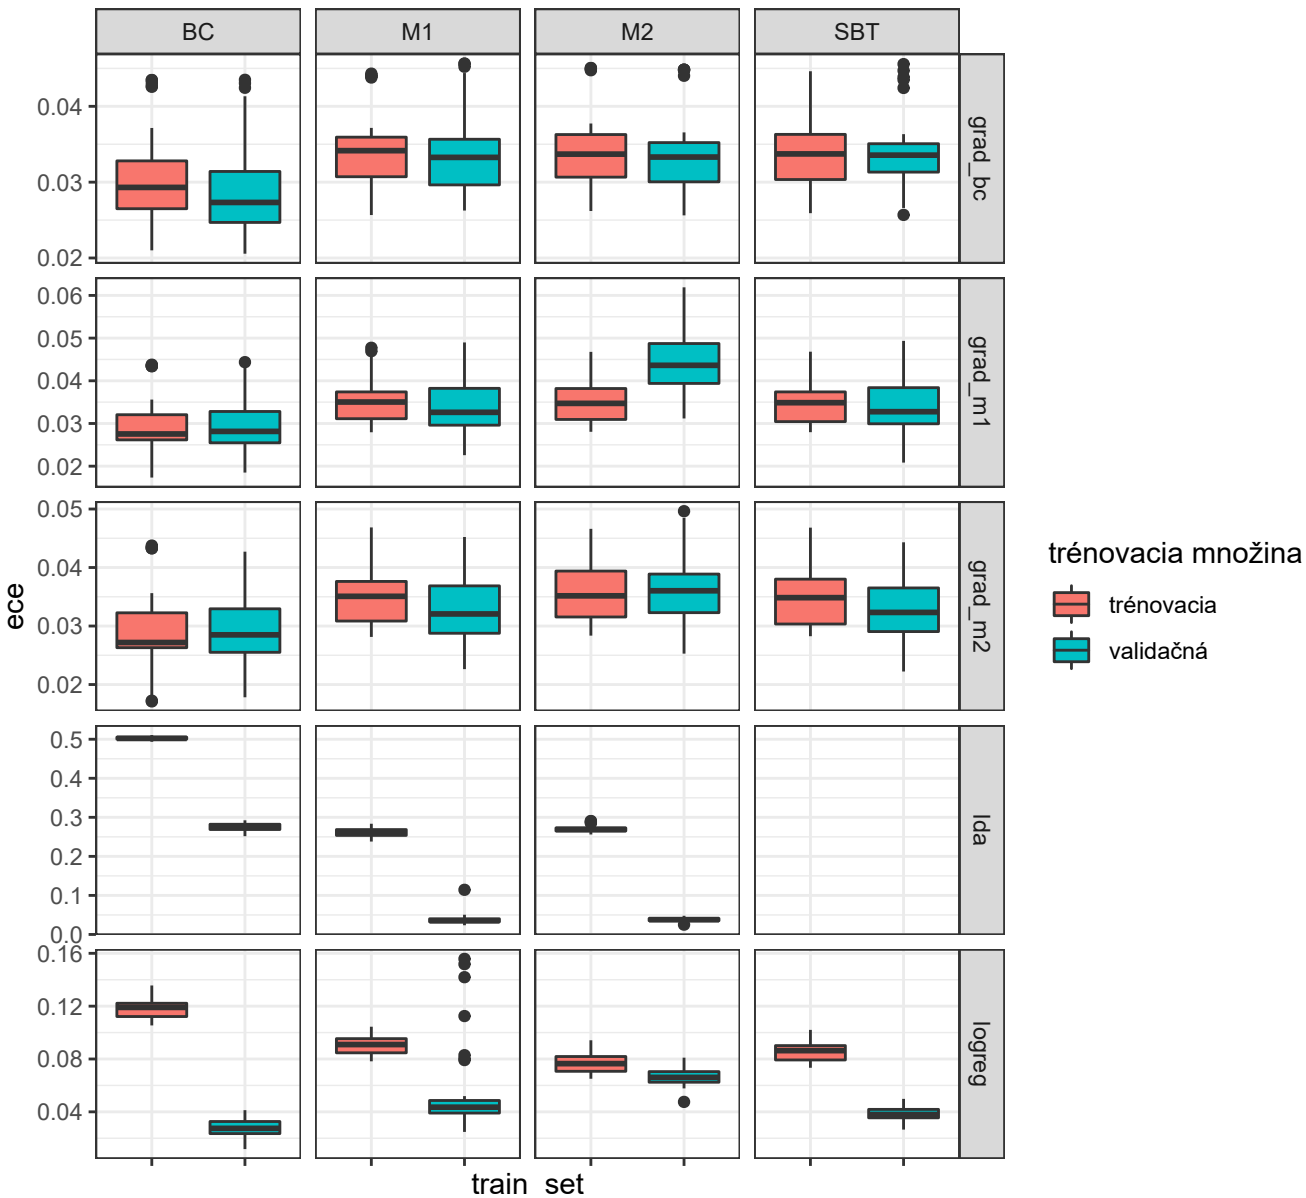 BC M1 M2 SBT
0.04
0.03
0.02
grad_bc
0.06
0.05
0.04
0.03
0.02
grad_m1
0.05
0.04
0.03
0.02
grad_m2
0.5
0.4
0.3
0.2
0.1
0.0
lda
0.16
0.12
0.08
0.04
logreg
ece
train_set
trénovacia množina
trénovacia
validačná